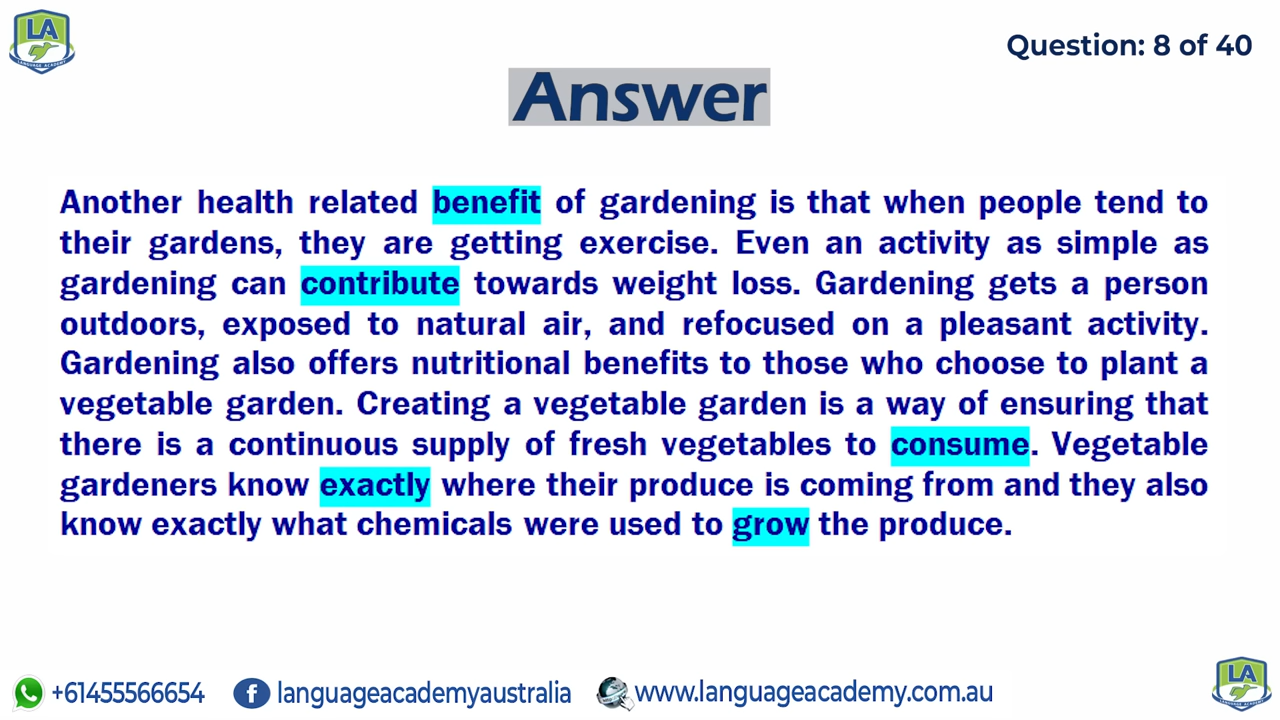 LA
LANGUAGE ACADEMY
Question: 8 of 40
Answer
Another health related benefit of gardening is that when people tend to
their gardens, they are getting exercise. Even an activity as simple as
gardening can contribute towards weight loss. Gardening gets a person
outdoors, exposed to natural air, and refocused on a pleasant activity.
Gardening also offers nutritional benefits to those who choose to plant a
vegetable garden. Creating a vegetable garden is a way of ensuring that
there is a continuous supply of fresh vegetables to consume. Vegetable
gardeners know exactly where their produce is coming from and they also
know exactly what chemicals were used to grow the produce.
+61455566654 languageacademyaustralia www.languageacademy.com.au
LA
LANGUAGE ACADEMY